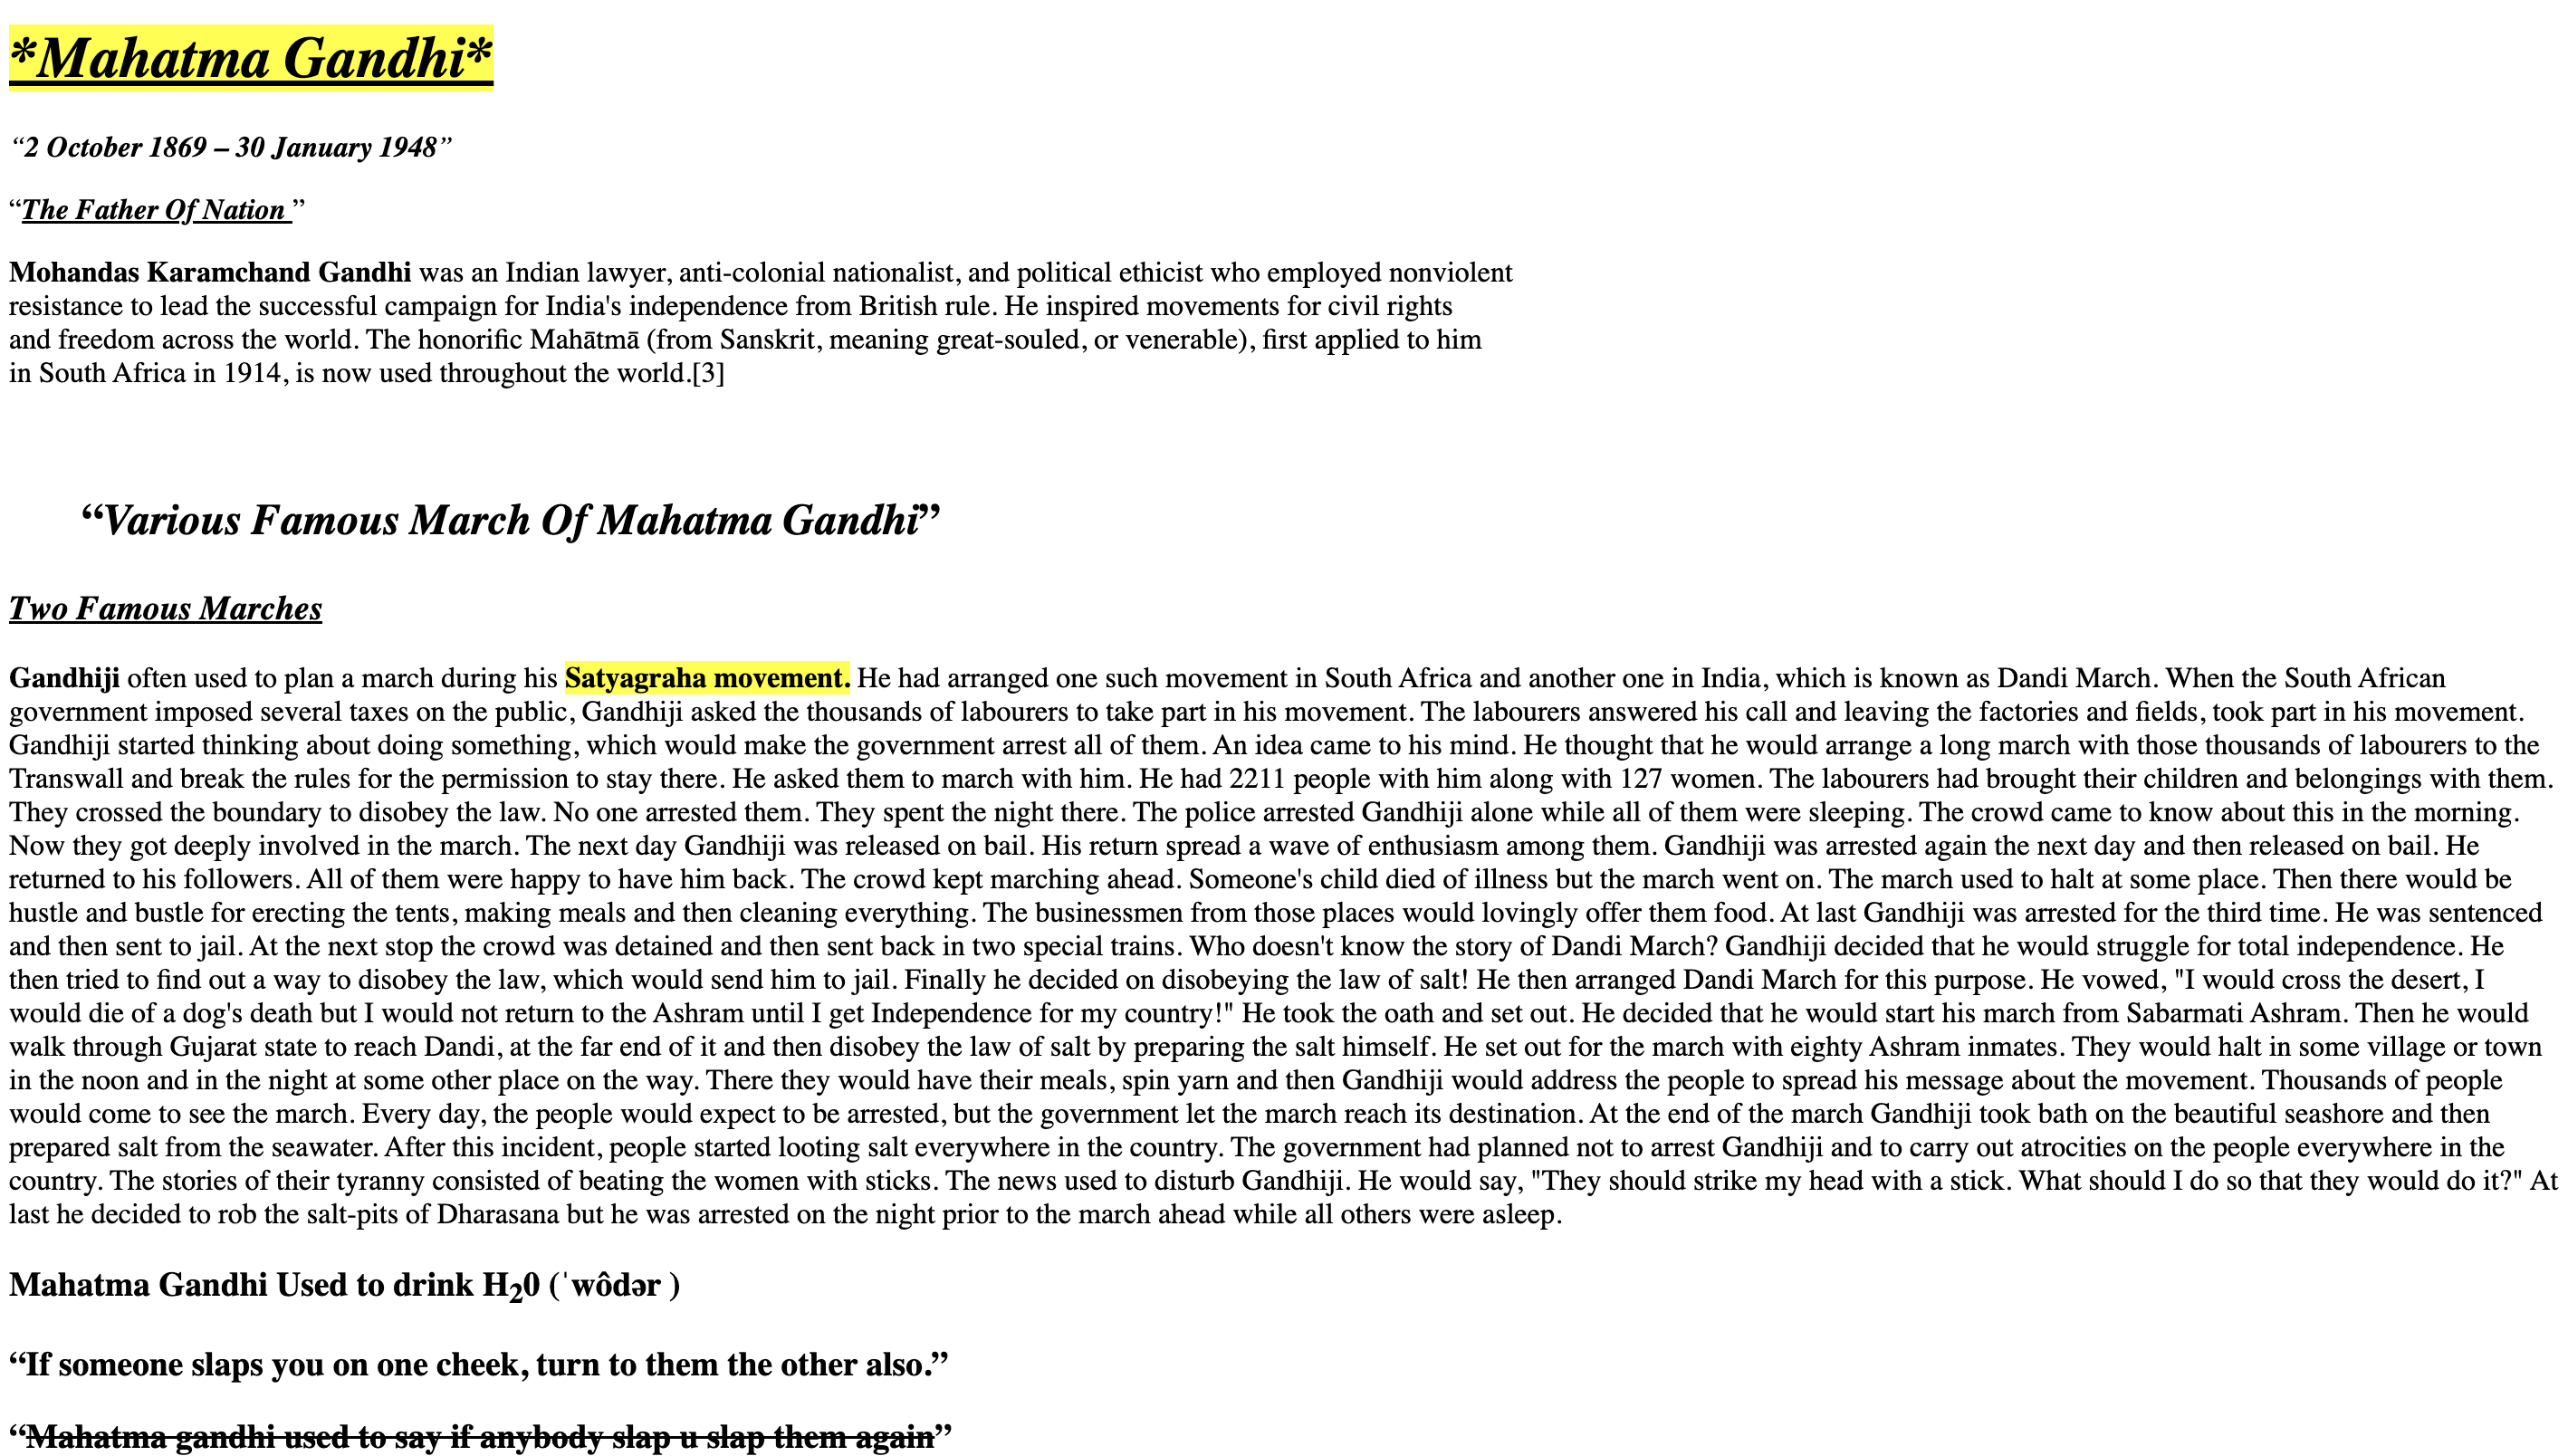 *Mahatma Gandhi*
“2 October 1869 – 30 January 1948”
“The Father Of Nation ”
Mohandas Karamchand Gandhi was an Indian lawyer, anti-colonial nationalist, and political ethicist who employed nonviolent
resistance to lead the successful campaign for India's independence from British rule. He inspired movements for civil rights
and freedom across the world. The honorific Mahātmā (from Sanskrit, meaning great-souled, or venerable), first applied to him
in South Africa in 1914, is now used throughout the world.[3]
“Various Famous March Of Mahatma Gandhi”
Two Famous Marches
Gandhiji often used to plan a march during his Satyagraha movement. He had arranged one such movement in South Africa and another one in India, which is known as Dandi March. When the South African
government imposed several taxes on the public, Gandhiji asked the thousands of labourers to take part in his movement. The labourers answered his call and leaving the factories and fields, took part in his movement.
Gandhiji started thinking about doing something, which would make the government arrest all of them. An idea came to his mind. He thought that he would arrange a long march with those thousands of labourers to the
Transwall and break the rules for the permission to stay there. He asked them to march with him. He had 2211 people with him along with 127 women. The labourers had brought their children and belongings with them.
They crossed the boundary to disobey the law. No one arrested them. They spent the night there. The police arrested Gandhiji alone while all of them were sleeping. The crowd came to know about this in the morning.
Now they got deeply involved in the march. The next day Gandhiji was released on bail. His return spread a wave of enthusiasm among them. Gandhiji was arrested again the next day and then released on bail. He
returned to his followers. All of them were happy to have him back. The crowd kept marching ahead. Someone's child died of illness but the march went on. The march used to halt at some place. Then there would be
hustle and bustle for erecting the tents, making meals and then cleaning everything. The businessmen from those places would lovingly offer them food. At last Gandhiji was arrested for the third time. He was sentenced
and then sent to jail. At the next stop the crowd was detained and then sent back in two special trains. Who doesn't know the story of Dandi March? Gandhiji decided that he would struggle for total independence. He
then tried to find out a way to disobey the law, which would send him to jail. Finally he decided on disobeying the law of salt! He then arranged Dandi March for this purpose. He vowed, "I would cross the desert, I
would die of a dog's death but I would not return to the Ashram until I get Independence for my country!" He took the oath and set out. He decided that he would start his march from Sabarmati Ashram. Then he would
walk through Gujarat state to reach Dandi, at the far end of it and then disobey the law of salt by preparing the salt himself. He set out for the march with eighty Ashram inmates. They would halt in some village or town
in the noon and in the night at some other place on the way. There they would have their meals, spin yarn and then Gandhiji would address the people to spread his message about the movement. Thousands of people
would come to see the march. Every day, the people would expect to be arrested, but the government let the march reach its destination. At the end of the march Gandhiji took bath on the beautiful seashore and then
prepared salt from the seawater. After this incident, people started looting salt everywhere in the country. The government had planned not to arrest Gandhiji and to carry out atrocities on the people everywhere in the
country. The stories of their tyranny consisted of beating the women with sticks. The news used to disturb Gandhiji. He would say, "They should strike my head with a stick. What should I do so that they would do it?" At
last he decided to rob the salt-pits of Dharasana but he was arrested on the night prior to the march ahead while all others were asleep.
Mahatma Gandhi Used to drink H₂0 (ˈwôdər )
“If someone slaps you on one cheek, turn to them the other also.”
“Mahatma gandhi used to say if anybody slap u slap them again”